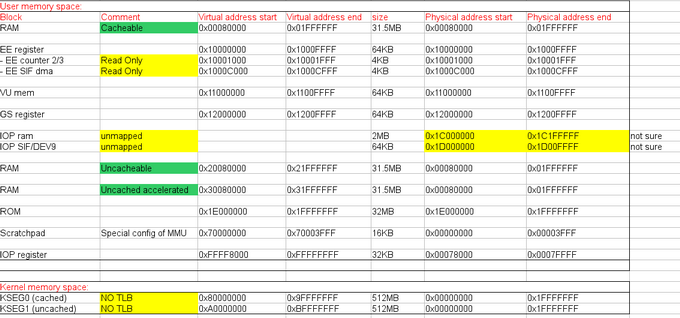 User memory space:
Block Comment Virtual address start Virtual address end size Physical address start Physical address end
RAM Cacheable 0x00080000 0x01FFFFFF 31.5MB 0x00080000 0x01FFFFFF
EE register 0x10000000 0x1000FFFF 64KB 0x10000000 0x1000FFFF
- EE counter 2/3 Read Only 0x10001000 0x10001FFF 4KB 0x10001000 0x10001FFF
- EE SIF dma Read Only 0x1000C000 0x1000CFFF 4KB 0x1000C000 0x1000CFFF
VU mem 0x11000000 0x1100FFFF 64KB 0x11000000 0x1100FFFF
GS register 0x12000000 0x1200FFFF 64KB 0x12000000 0x1200FFFF
IOP ram unmapped 2MB 0x1C000000 0x1C1FFFFF not sure
IOP SIF/DEV9 unmapped 64KB 0x1D000000 0x1D00FFFF not sure
RAM Uncacheable 0x20080000 0x21FFFFFF 31.5MB 0x00080000 0x01FFFFFF
RAM Uncached accelerated 0x30080000 0x31FFFFFF 31.5MB 0x00080000 0x01FFFFFF
ROM 0x1E000000 0x1FFFFFFF 32MB 0x1E000000 0x1FFFFFFF
Scratchpad Special config of MMU 0x70000000 0x70003FFF 16KB 0x00000000 0x00003FFF
IOP register 0xFFFF8000 0xFFFFFFFF 32KB 0x00078000 0x0007FFFF
Kernel memory space:
KSEG0 (cached) NO TLB 0x80000000 0x9FFFFFFF 512MB 0x00000000 0x1FFFFFFF
KSEG1 (uncached) NO TLB 0xA0000000 0xBFFFFFFF 512MB 0x00000000 0x1FFFFFFF